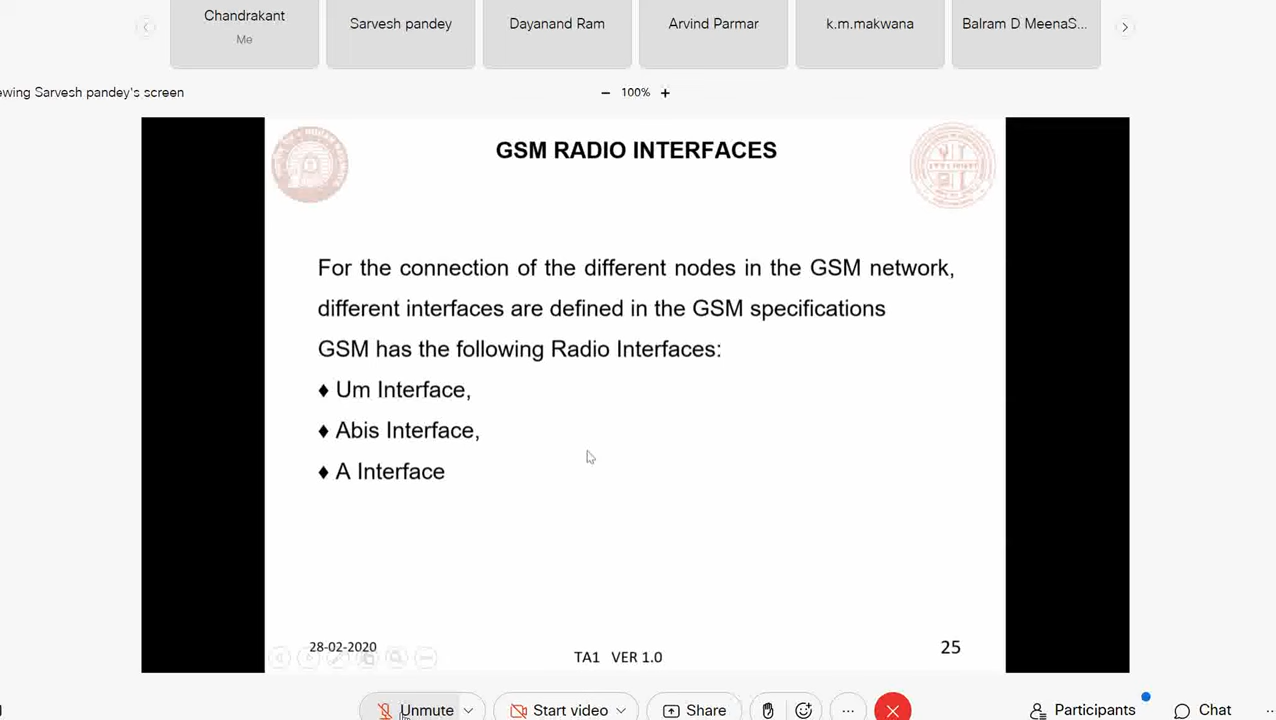 Chandrakant
Me
Sarvesh pandey
Dayanand Ram
Arvind Parmar
k.m.makwana
Balram D MeenaS...
ewing Sarvesh pandey's screen
100%
GSM RADIO INTERFACES
For the connection of the different nodes in the GSM network,
different interfaces are defined in the GSM specifications
GSM has the following Radio Interfaces:
♦ Um Interface,
♦ Abis Interface,
♦ A Interface
28-02-2020
TA1 VER 1.0
25
Unmute
Start video
Share
Participants
Chat